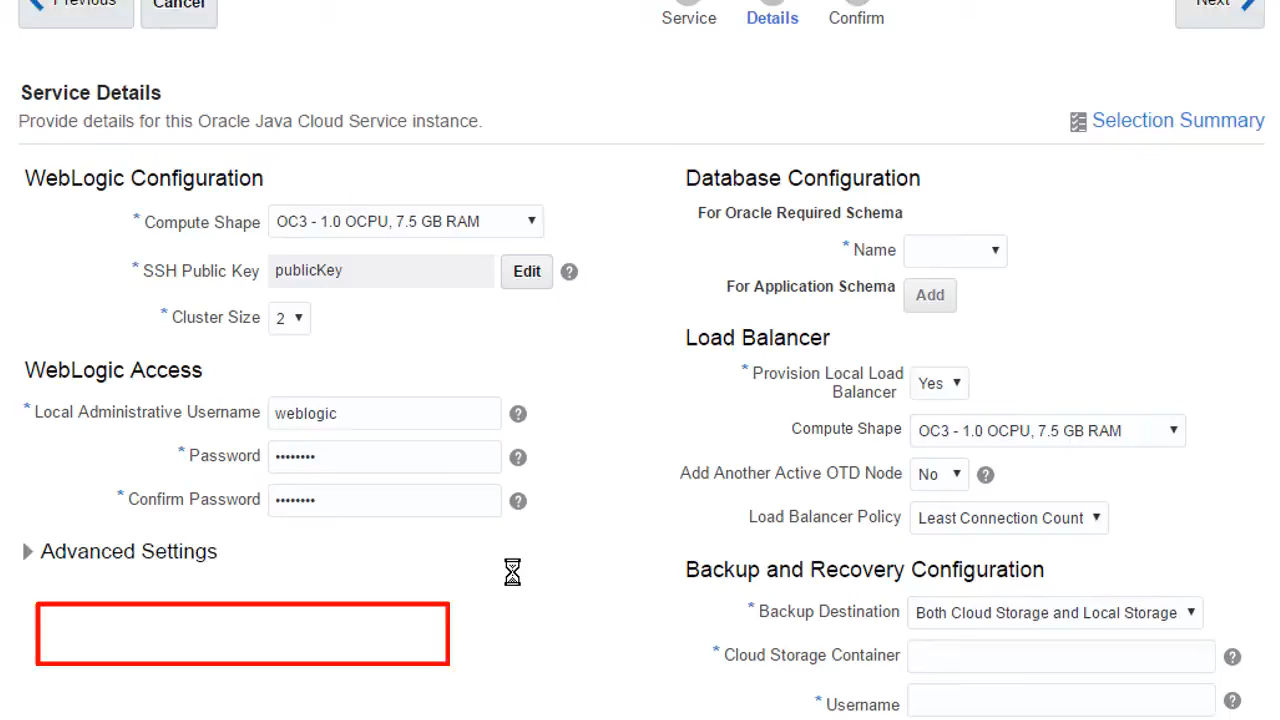 Previous
Cancel
Service
Details
Confirm
Next
Service Details
Provide details for this Oracle Java Cloud Service instance.
Selection Summary
WebLogic Configuration
* Compute Shape OC3 - 1.0 OCPU, 7.5 GB RAM
* SSH Public Key publicKey Edit ?
* Cluster Size 2
WebLogic Access
* Local Administrative Username weblogic ?
* Password •••••••• ?
* Confirm Password •••••••• ?
Advanced Settings
Database Configuration
For Oracle Required Schema
* Name
For Application Schema Add
Load Balancer
* Provision Local Load
Balancer Yes
Compute Shape OC3 - 1.0 OCPU, 7.5 GB RAM
Add Another Active OTD Node No ?
Load Balancer Policy Least Connection Count
Backup and Recovery Configuration
* Backup Destination Both Cloud Storage and Local Storage
* Cloud Storage Container ?
* Username ?